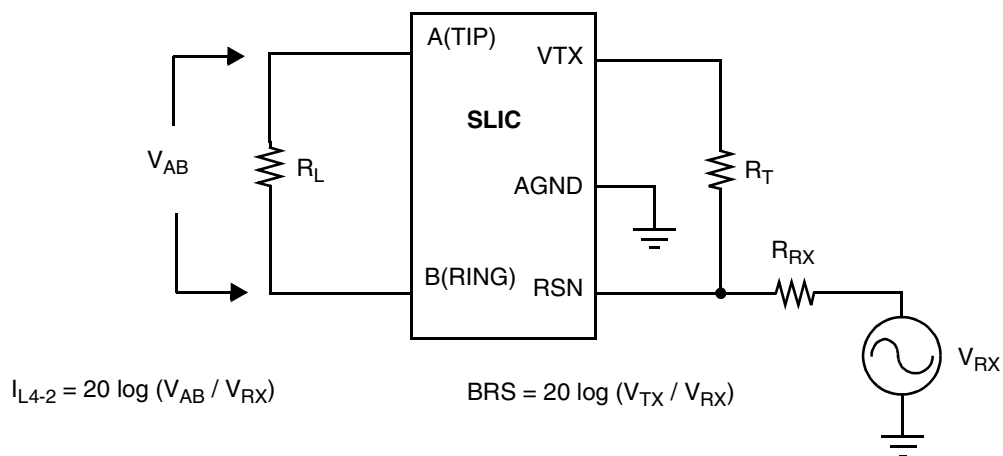 A(TIP)
VTX
SLIC
V_AB
R_L
AGND
R_T
R_RX
B(RING)
RSN
V_RX
I_L4-2 = 20 log (V_AB / V_RX)
BRS = 20 log (V_TX / V_RX)